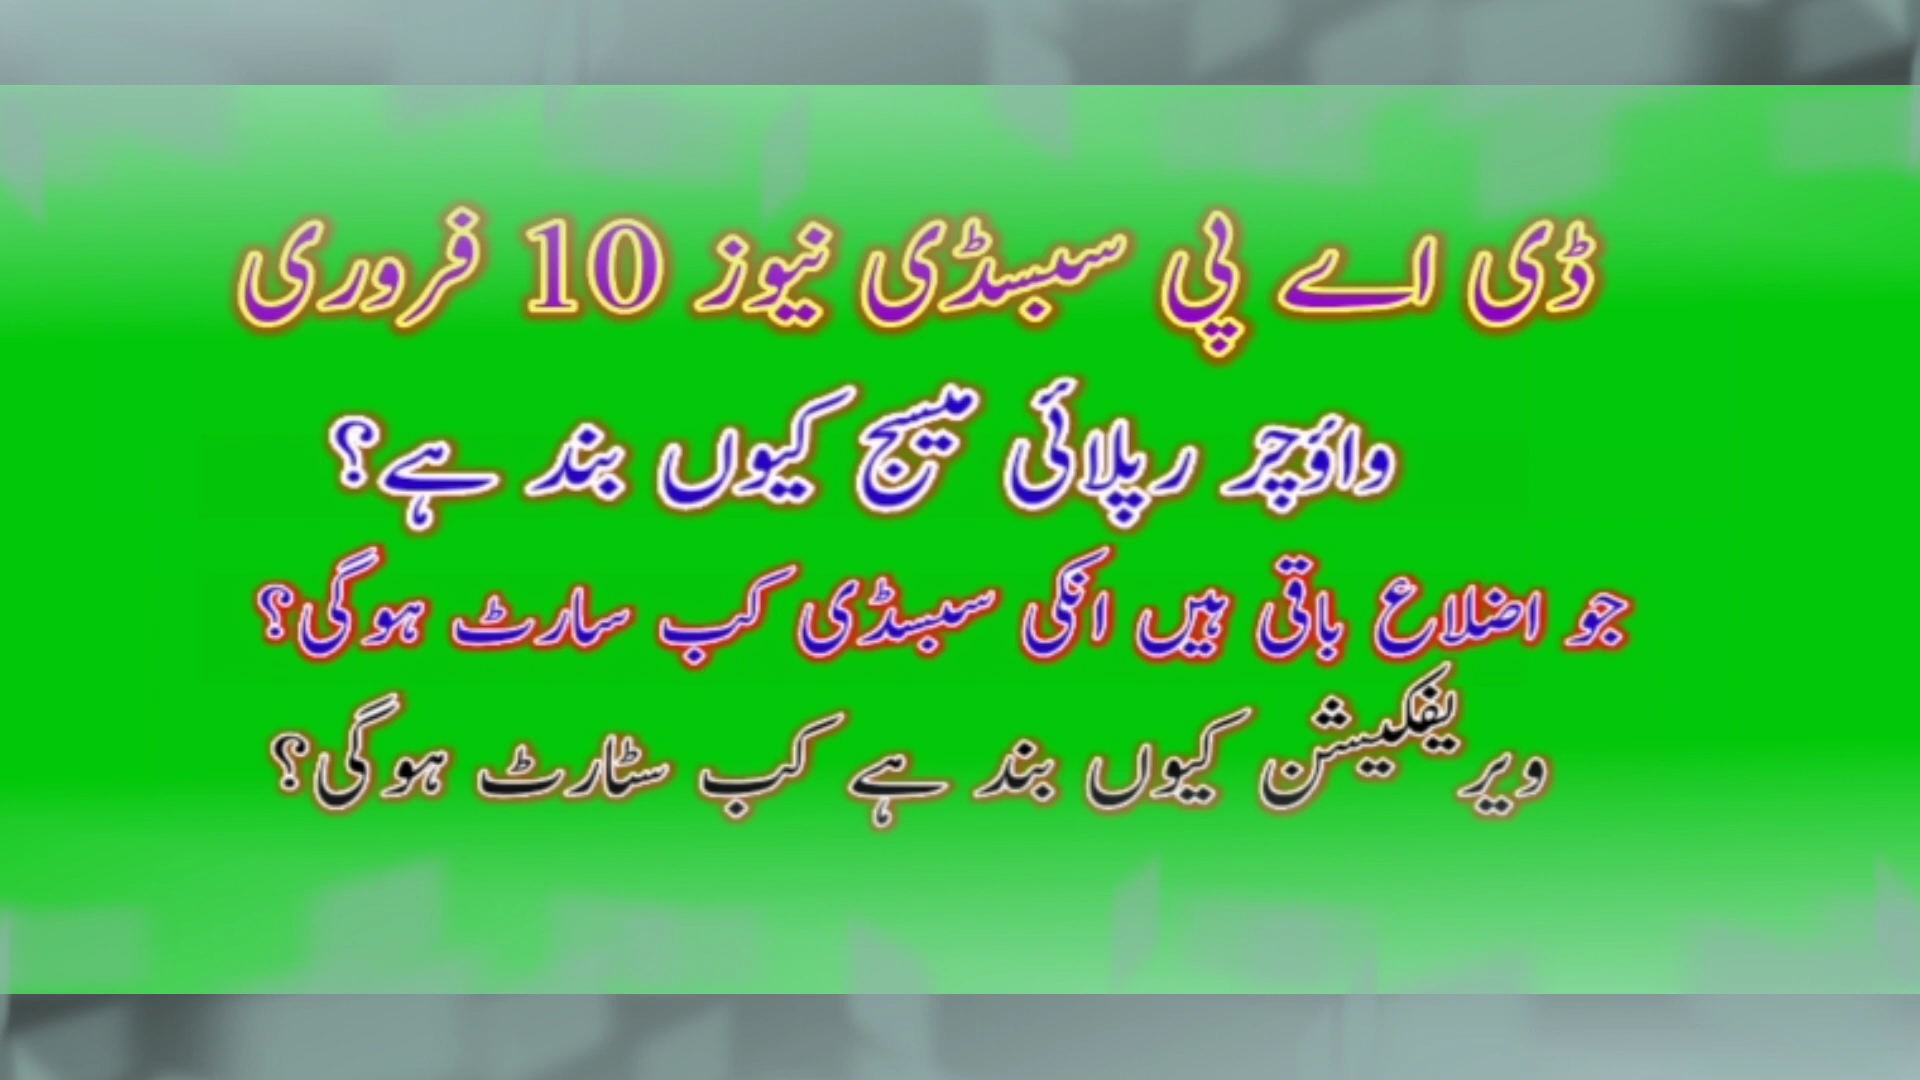 ڈی اے پی سبسڈی نیوز 10 فروری
واؤچر رپلائی میسج کیوں بند ہے؟
جو اضلاع باقی ہیں انکی سبسڈی کب سارٹ ہوگی؟
ویریفکیشن کیوں بند ہے کب سٹارٹ ہوگی؟